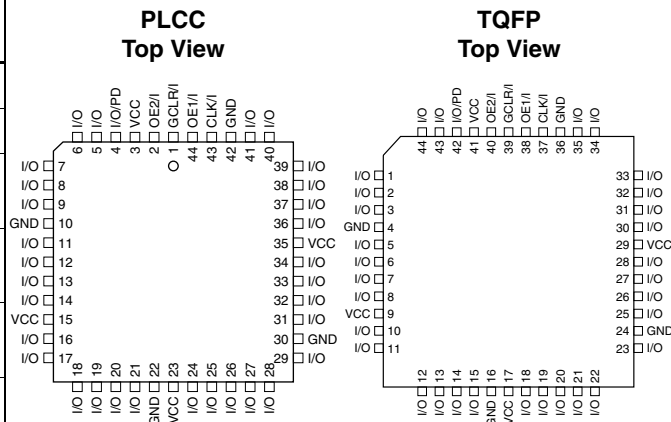 PLCC
Top View
I/O I/O I/O/PD VCC OE2/I GCLR/I OE1/I CLK/I GND I/O I/O
6 5 4 3 2 1 44 43 42 41 40
I/O 7 39 I/O
I/O 8 38 I/O
I/O 9 37 I/O
GND 10 36 I/O
I/O 11 35 VCC
I/O 12 34 I/O
I/O 13 33 I/O
I/O 14 32 I/O
VCC 15 31 I/O
I/O 16 30 GND
I/O 17 29 I/O
18 19 20 21 22 23 24 25 26 27 28
I/O I/O I/O I/O GND VCC I/O I/O I/O I/O I/O
TQFP
Top View
I/O I/O I/O/PD VCC OE2/I GCLR/I OE1/I CLK/I GND I/O I/O
44 43 42 41 40 39 38 37 36 35 34
I/O 1 33 I/O
I/O 2 32 I/O
I/O 3 31 I/O
GND 4 30 I/O
I/O 5 29 VCC
I/O 6 28 I/O
I/O 7 27 I/O
I/O 8 26 I/O
VCC 9 25 I/O
I/O 10 24 GND
I/O 11 23 I/O
12 13 14 15 16 17 18 19 20 21 22
I/O I/O I/O I/O GND VCC I/O I/O I/O I/O I/O